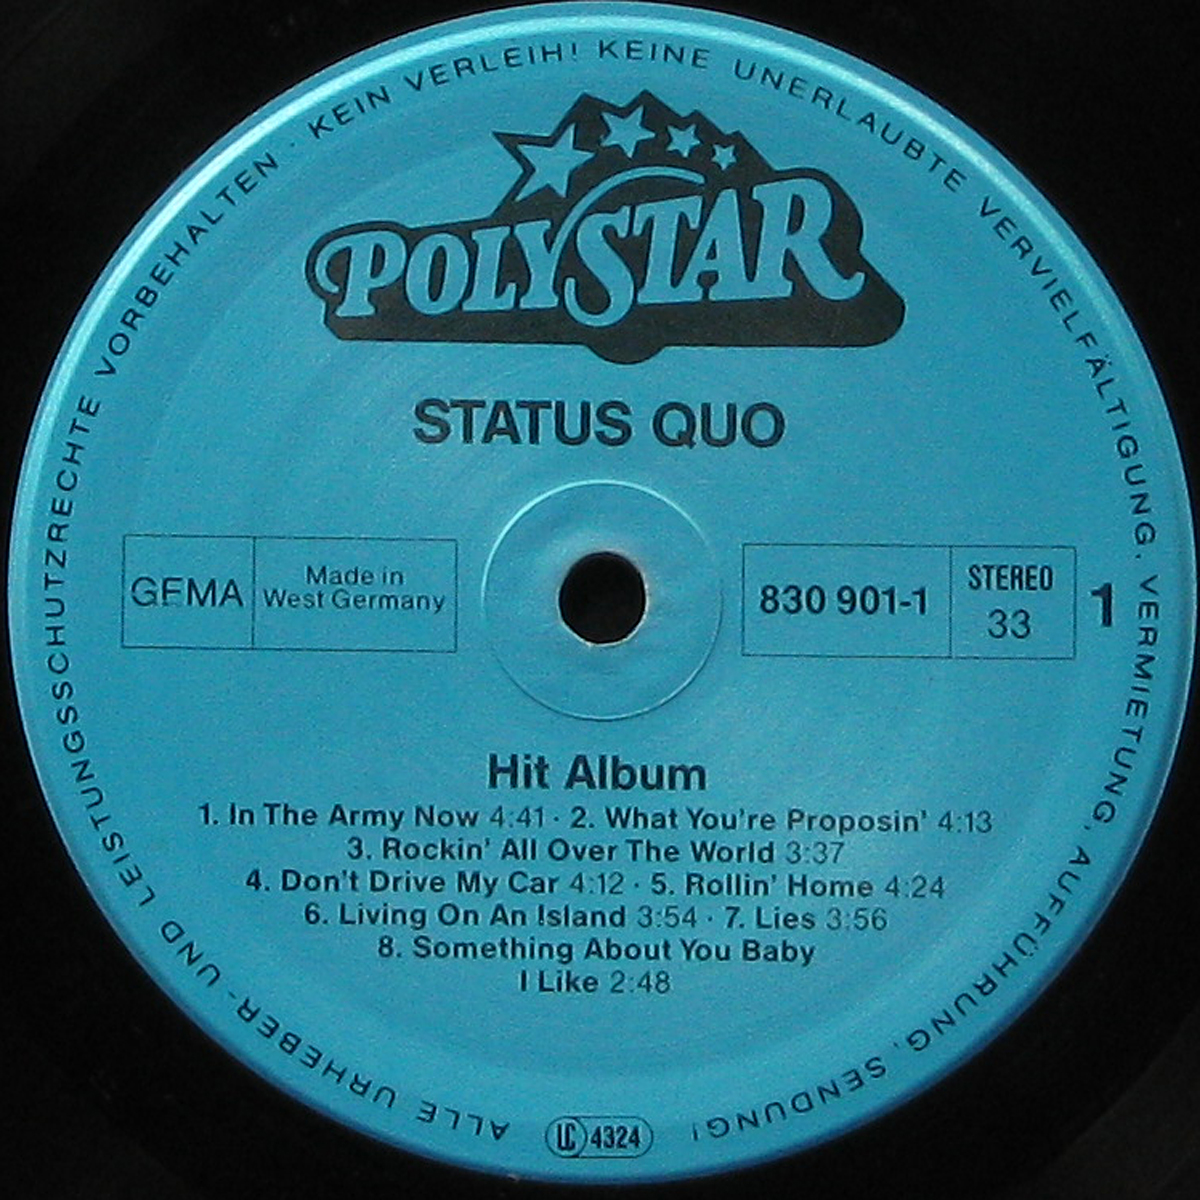 ALLE URHEBER- UND LEISTUNGSSCHUTZRECHTE VORBEHALTEN · KEIN VERLEIH! KEINE UNERLAUBTE VERVIELFÄLTIGUNG, VERMIETUNG, AUFFÜHRUNG, SENDUNG!
POLYSTAR
STATUS QUO
GEMA
Made in
West Germany
830 901-1
STEREO
33
1
Hit Album
1. In The Army Now 4:41 · 2. What You're Proposin' 4:13
3. Rockin' All Over The World 3:37
4. Don't Drive My Car 4:12 · 5. Rollin' Home 4:24
6. Living On An Island 3:54 · 7. Lies 3:56
8. Something About You Baby
I Like 2:48
LC 4324